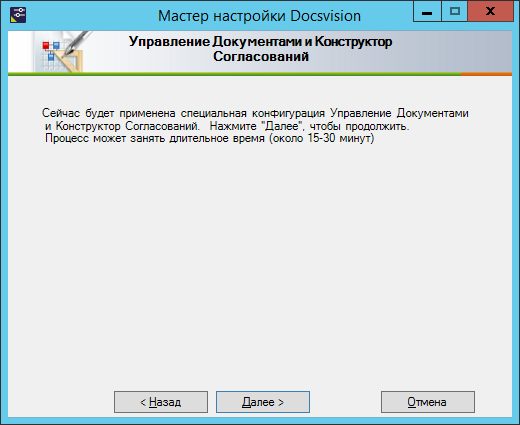 Мастер настройки Docsvision
Управление Документами и Конструктор
Согласований
Сейчас будет применена специальная конфигурация Управление Документами
и Конструктор Согласований. Нажмите "Далее", чтобы продолжить.
Процесс может занять длительное время (около 15-30 минут)
< Назад
Далее >
Отмена